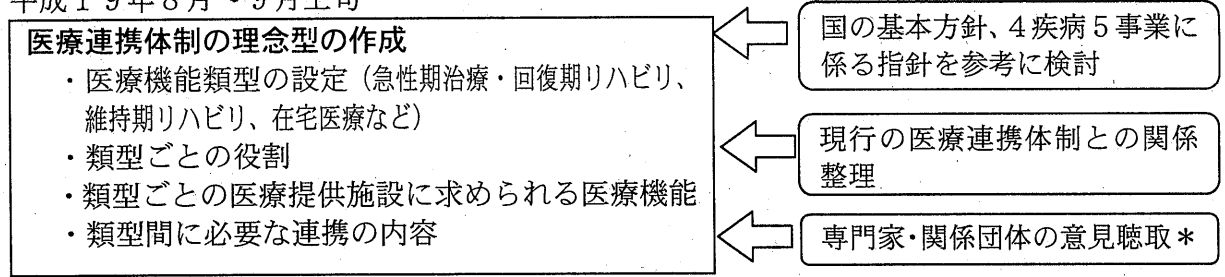 平成１９年８月～９月上旬
医療連携体制の理念型の作成
・医療機能類型の設定（急性期治療・回復期リハビリ、
維持期リハビリ、在宅医療など）
・類型ごとの役割
・類型ごとの医療提供施設に求められる医療機能
・類型間に必要な連携の内容
国の基本方針、４疾病５事業に
係る指針を参考に検討
現行の医療連携体制との関係
整理
専門家・関係団体の意見聴取＊